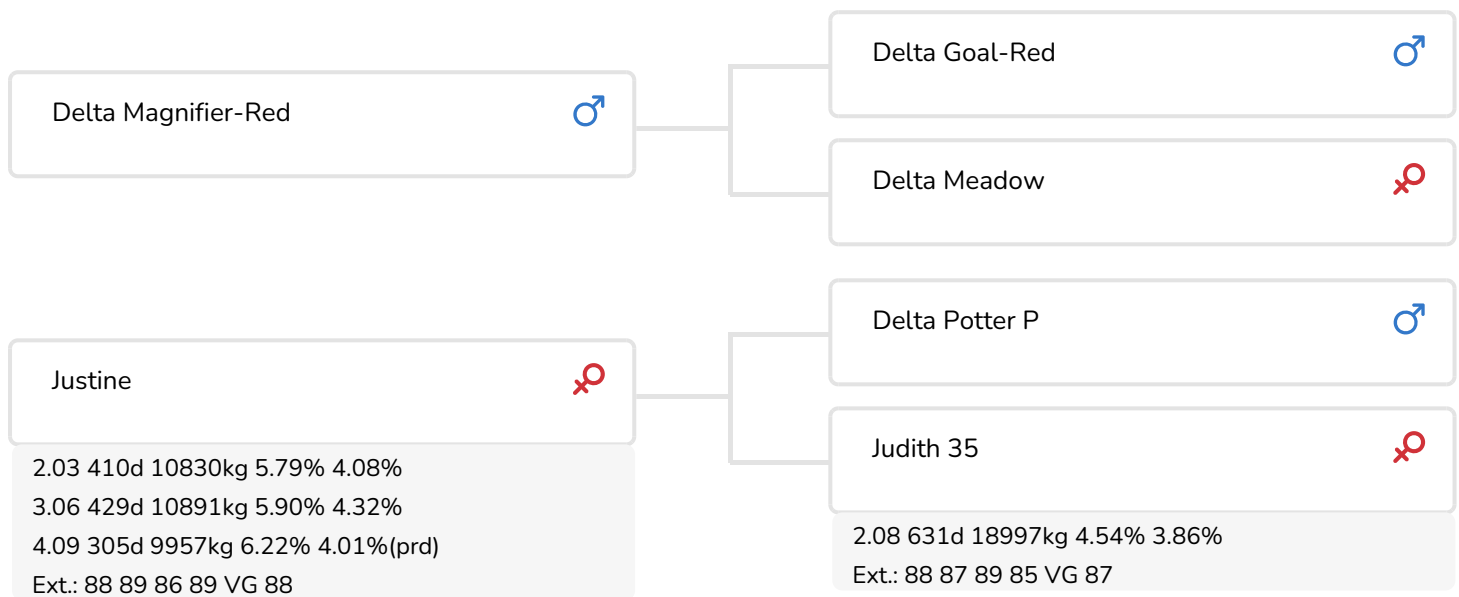 Delta Magnifier-Red
Delta Goal-Red
Delta Meadow
Justine
2.03 410d 10830kg 5.79% 4.08%
3.06 429d 10891kg 5.90% 4.32%
4.09 305d 9957kg 6.22% 4.01%(prd)
Ext.: 88 89 86 89 VG 88
Delta Potter P
Judith 35
2.08 631d 18997kg 4.54% 3.86%
Ext.: 88 87 89 85 VG 87